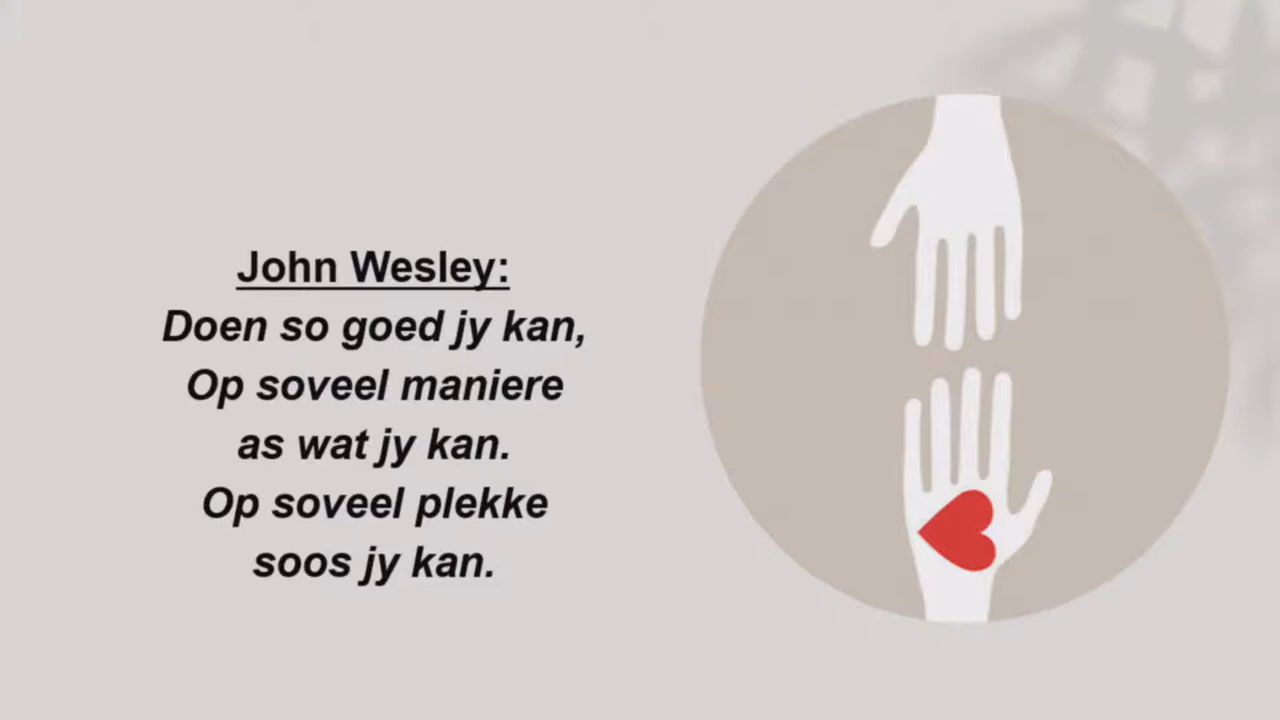 John Wesley:
Doen so goed jy kan,
Op soveel maniere
as wat jy kan.
Op soveel plekke
soos jy kan.